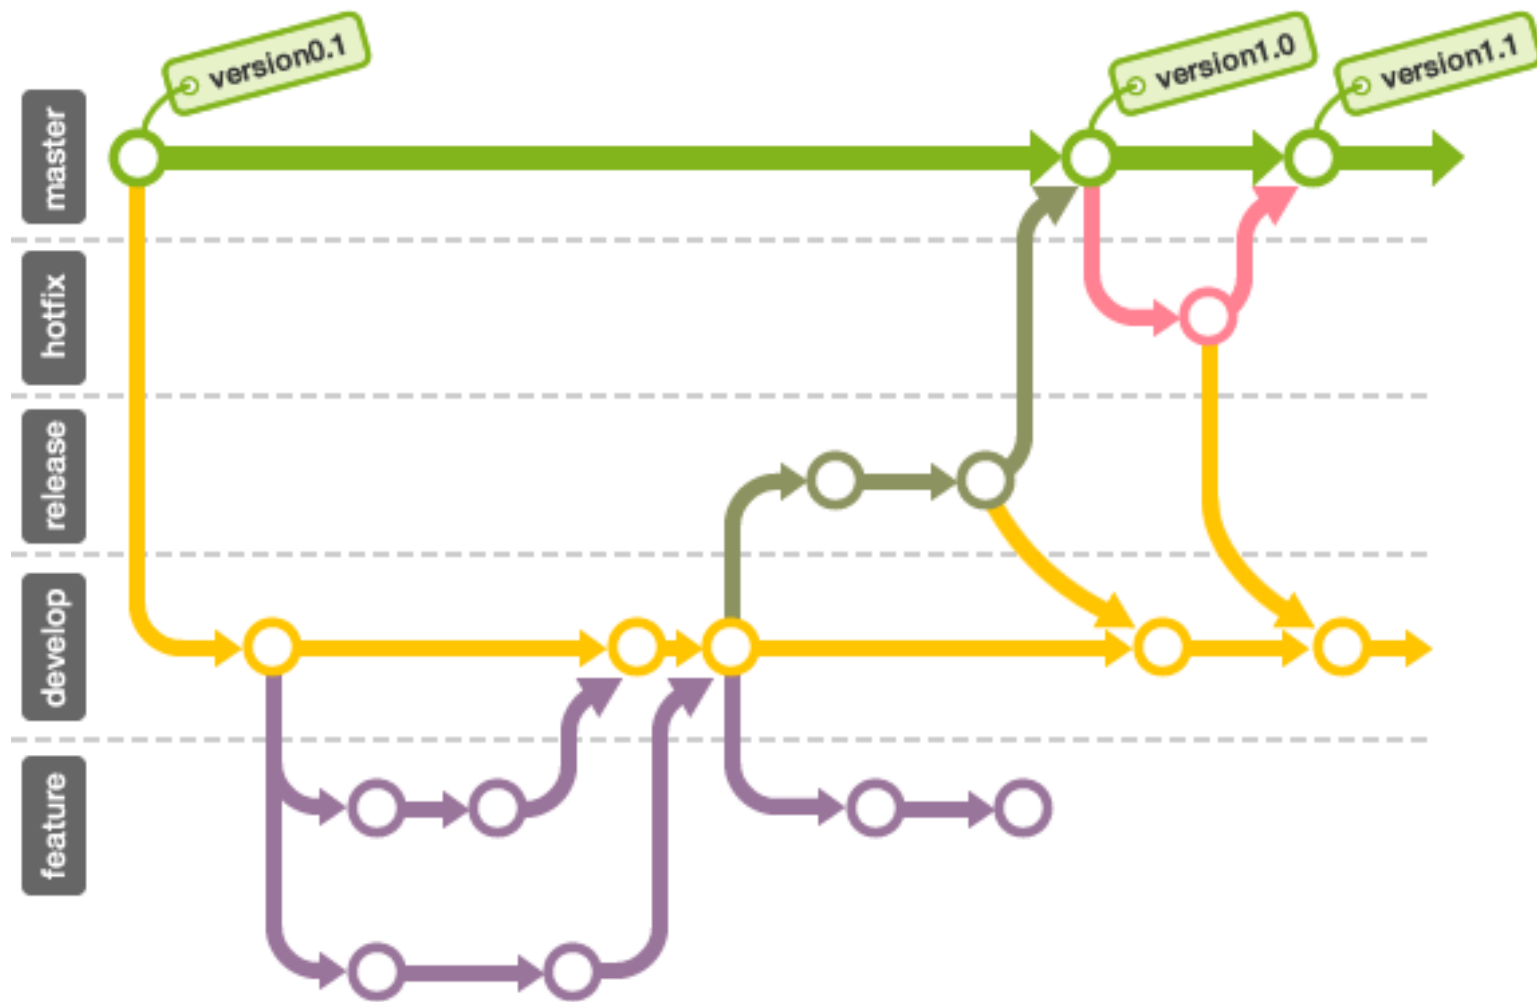 version0.1
version1.0
version1.1
master
hotfix
release
develop
feature